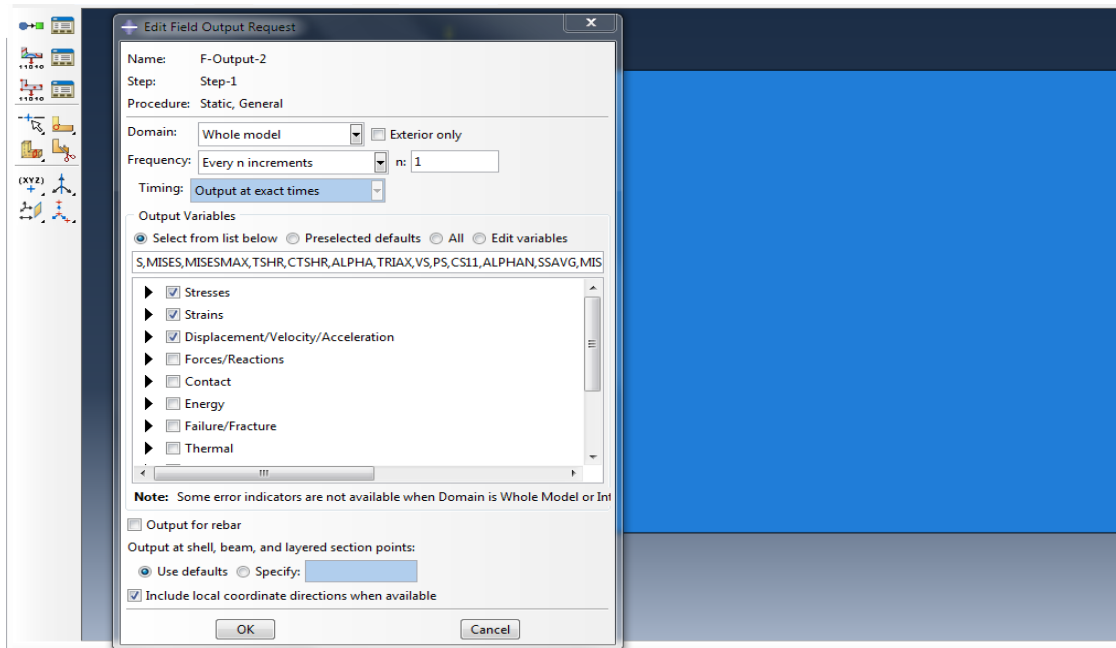 Edit Field Output Request
x
Name: F-Output-2
Step: Step-1
Procedure: Static, General
Domain: Whole model Exterior only
Frequency: Every n increments n: 1
Timing: Output at exact times
Output Variables
Select from list below Preselected defaults All Edit variables
S,MISES,MISESMAX,TSHR,CTSHR,ALPHA,TRIAX,VS,PS,CS11,ALPHAN,SSAVG,MIS
Stresses
Strains
Displacement/Velocity/Acceleration
Forces/Reactions
Contact
Energy
Failure/Fracture
Thermal
Note: Some error indicators are not available when Domain is Whole Model or Int
Output for rebar
Output at shell, beam, and layered section points:
Use defaults Specify:
Include local coordinate directions when available
OK Cancel
11010
11010
(XYZ)